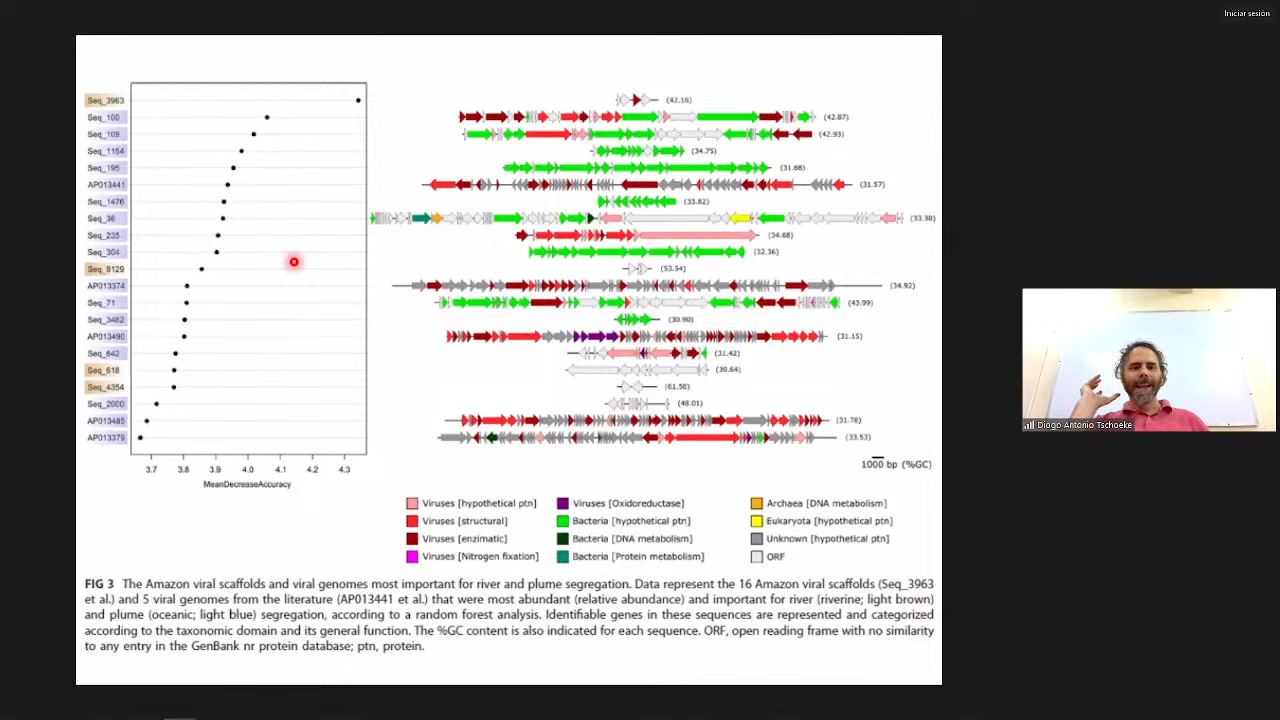 Iniciar sesión
Seq_3963
(42.16)
Seq_100
(42.87)
Seq_109
(42.93)
Seq_1154
(34.75)
Seq_195
(31.68)
AP013441
(31.57)
Seq_1476
(33.82)
Seq_36
(33.30)
Seq_235
(34.68)
Seq_304
(32.36)
Seq_8129
(53.54)
AP013374
(34.92)
Seq_71
(43.99)
Seq_3482
(30.90)
AP013490
(31.15)
Seq_642
(31.42)
Seq_618
(30.64)
Seq_4354
(61.50)
Seq_2000
(48.01)
AP013485
(31.78)
AP013379
(33.53)
3.7 3.8 3.9 4.0 4.1 4.2 4.3
MeanDecreaseAccuracy
1000 bp (%GC)
Viruses [hypothetical ptn]
Viruses [structural]
Viruses [enzimatic]
Viruses [Nitrogen fixation]
Viruses [Oxidoreductase]
Bacteria [hypothetical ptn]
Bacteria [DNA metabolism]
Bacteria [Protein metabolism]
Archaea [DNA metabolism]
Eukaryota [hypothetical ptn]
Unknown [hypothetical ptn]
ORF
FIG 3 The Amazon viral scaffolds and viral genomes most important for river and plume segregation. Data represent the 16 Amazon viral scaffolds (Seq_3963
et al.) and 5 viral genomes from the literature (AP013441 et al.) that were most abundant (relative abundance) and important for river (riverine; light brown)
and plume (oceanic; light blue) segregation, according to a random forest analysis. Identifiable genes in these sequences are represented and categorized
according to the taxonomic domain and its general function. The %GC content is also indicated for each sequence. ORF, open reading frame with no similarity
to any entry in the GenBank nr protein database; ptn, protein.
Diogo Antonio Tschoeke